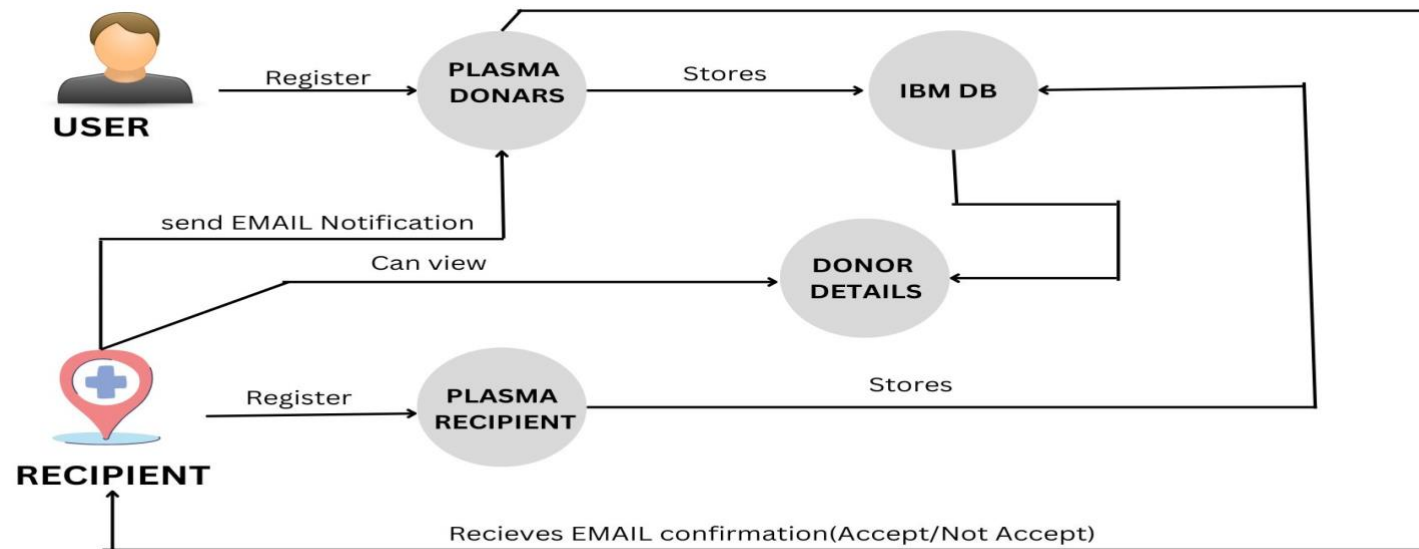 Register
PLASMA
DONARS
Stores
IBM DB
USER
send EMAIL Notification
Can view
DONOR
DETAILS
Register
PLASMA
RECIPIENT
Stores
RECIPIENT
Recieves EMAIL confirmation(Accept/Not Accept)